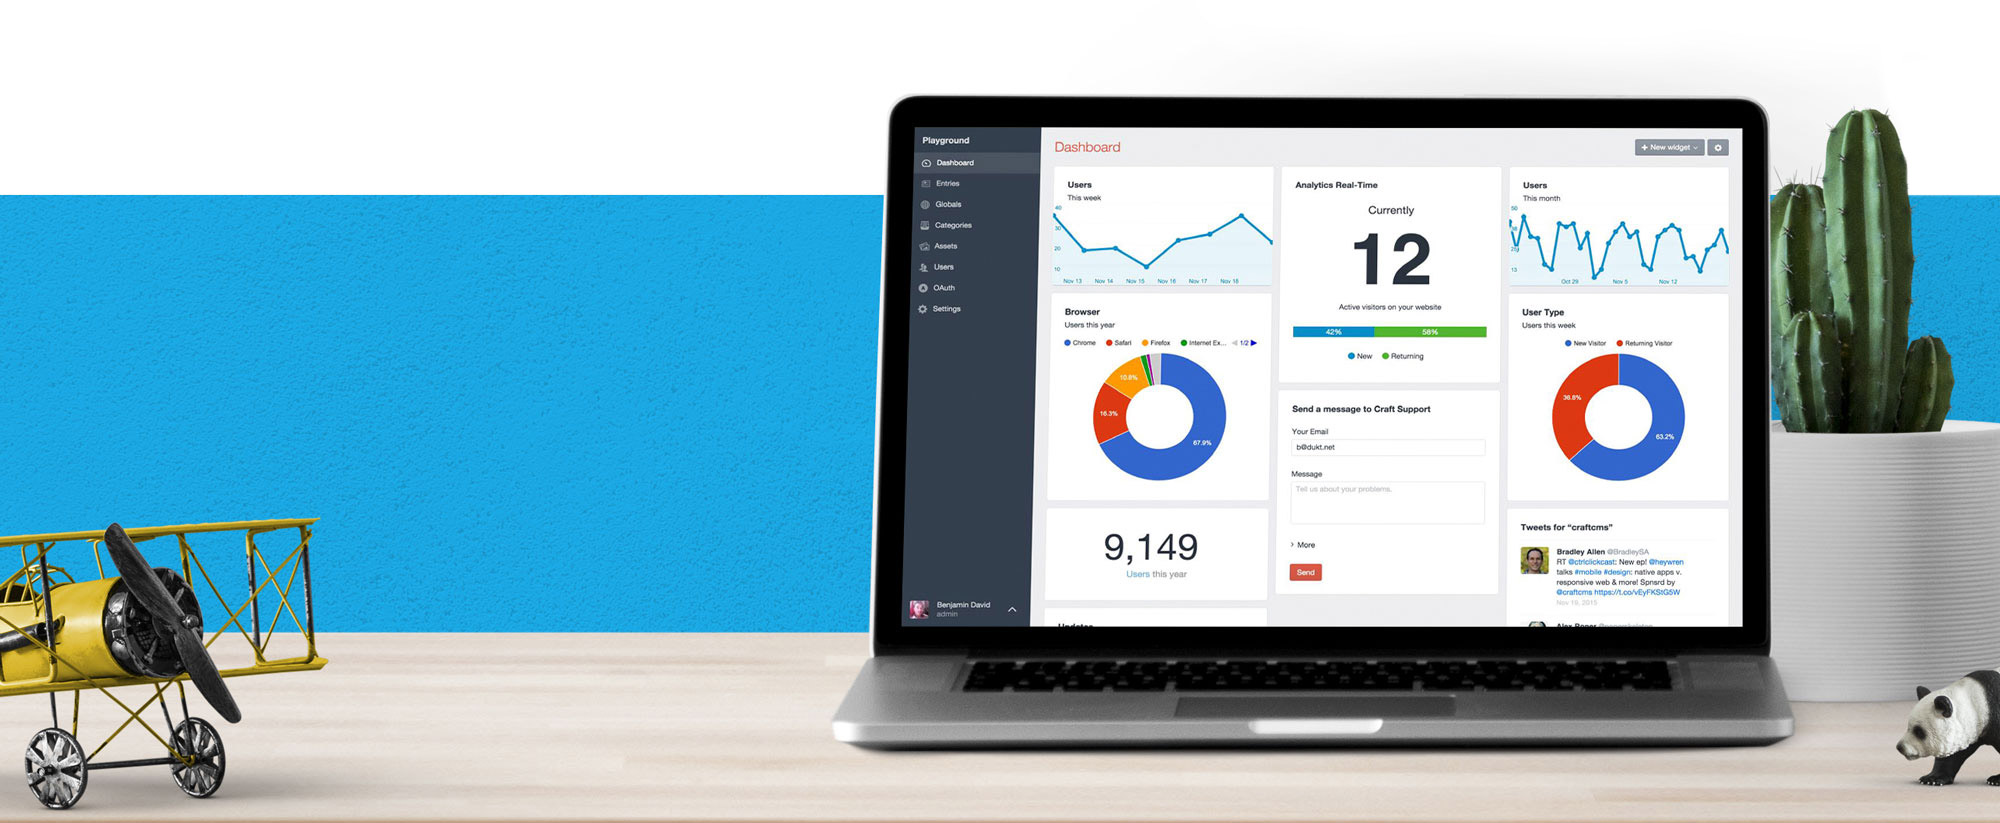 Playground
Dashboard
Entries
Globals
Categories
Assets
Users
OAuth
Settings
Benjamin David
admin
Dashboard
+ New widget
Users
This week
40
30
20
10
Nov 13 Nov 14 Nov 15 Nov 16 Nov 17 Nov 18
Browser
Users this year
Chrome Safari Firefox Internet Ex... 1/2
10.8%
16.3%
67.9%
9,149
Users this year
Updates
Analytics Real-Time
Currently
12
Active visitors on your website
42% 58%
New Returning
Send a message to Craft Support
Your Email
b@dukt.net
Message
Tell us about your problems.
More
Send
Users
This month
50
38
25
13
Oct 29 Nov 5 Nov 12
User Type
Users this week
New Visitor Returning Visitor
36.8%
63.2%
Tweets for “craftcms”
Bradley Allen @BradleySA
RT @ctrlclickcast: New ep! @heywren
talks #mobile #design: native apps v.
responsive web & more! Spnsrd by
@craftcms https://t.co/vEyFKStG5W
Nov 19, 2015